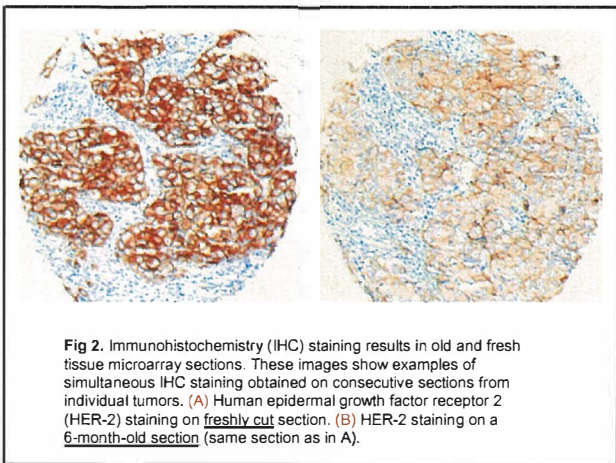 Fig 2. Immunohistochemistry (IHC) staining results in old and fresh
tissue microarray sections. These images show examples of
simultaneous IHC staining obtained on consecutive sections from
individual tumors. (A) Human epidermal growth factor receptor 2
(HER-2) staining on freshly cut section. (B) HER-2 staining on a
6-month-old section (same section as in A).